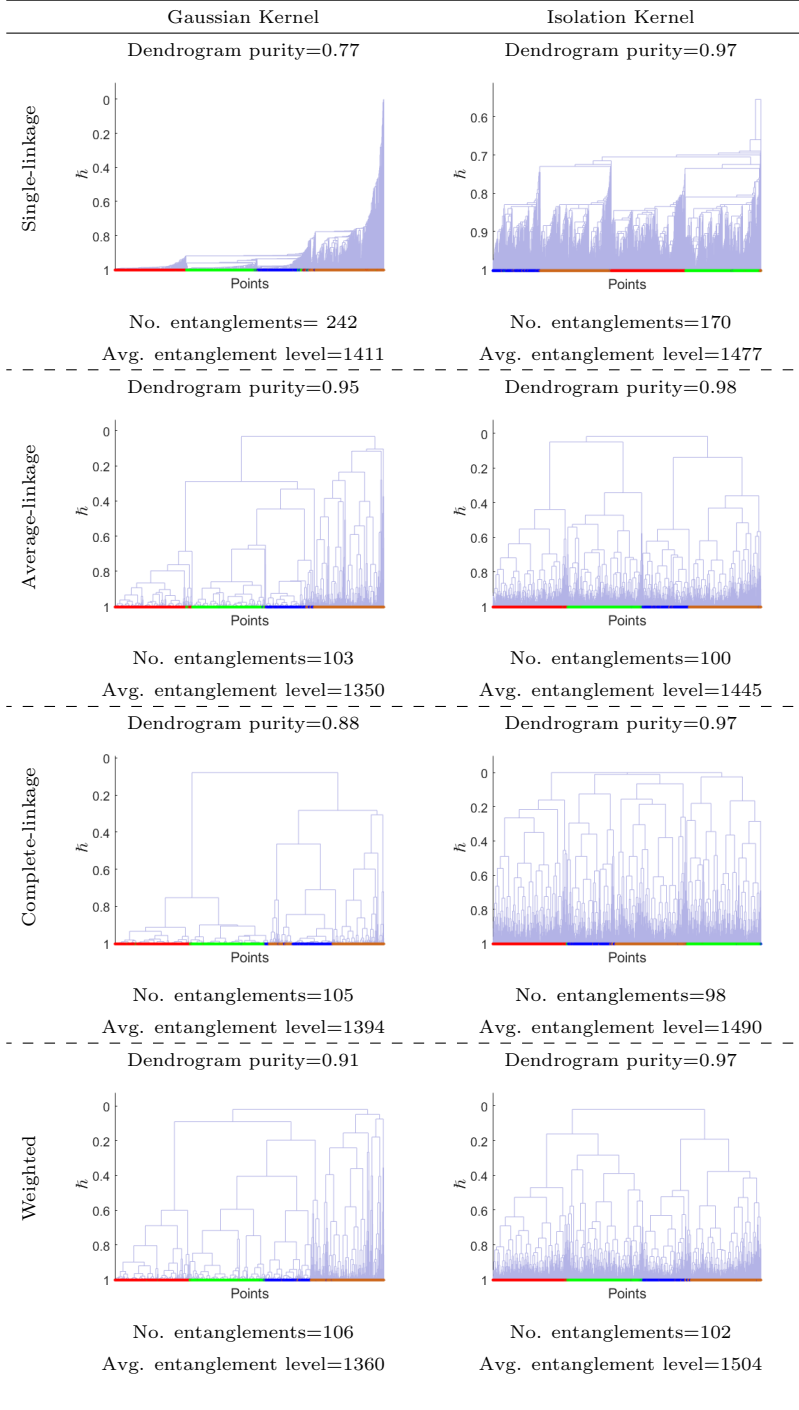 Gaussian Kernel
Isolation Kernel
Single-linkage
Dendrogram purity=0.77
0
0.2
0.4
0.6
0.8
1
ℏ
Points
No. entanglements= 242
Avg. entanglement level=1411
Dendrogram purity=0.97
0.6
0.7
0.8
0.9
1
ℏ
Points
No. entanglements=170
Avg. entanglement level=1477
Average-linkage
Dendrogram purity=0.95
0
0.2
0.4
0.6
0.8
1
ℏ
Points
No. entanglements=103
Avg. entanglement level=1350
Dendrogram purity=0.98
0
0.2
0.4
0.6
0.8
1
ℏ
Points
No. entanglements=100
Avg. entanglement level=1445
Complete-linkage
Dendrogram purity=0.88
0
0.2
0.4
0.6
0.8
1
ℏ
Points
No. entanglements=105
Avg. entanglement level=1394
Dendrogram purity=0.97
0
0.2
0.4
0.6
0.8
1
ℏ
Points
No. entanglements=98
Avg. entanglement level=1490
Weighted
Dendrogram purity=0.91
0
0.2
0.4
0.6
0.8
1
ℏ
Points
No. entanglements=106
Avg. entanglement level=1360
Dendrogram purity=0.97
0
0.2
0.4
0.6
0.8
1
ℏ
Points
No. entanglements=102
Avg. entanglement level=1504